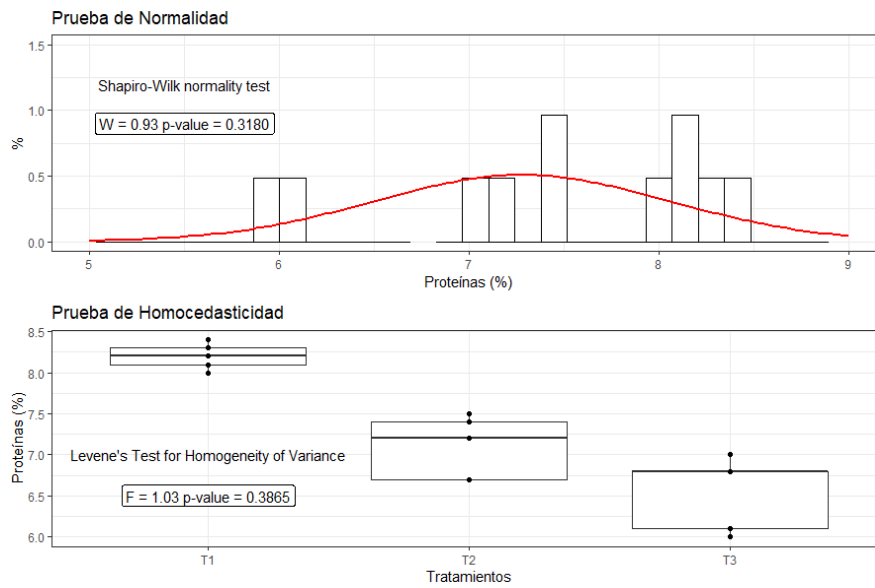 Prueba de Normalidad
1.5
Shapiro-Wilk normality test
1.0
W = 0.93 p-value = 0.3180
%
0.5
0.0
5 6 7 8 9
Proteínas (%)
Prueba de Homocedasticidad
8.5
8.0
7.5
Proteínas (%)
7.0
Levene's Test for Homogeneity of Variance
6.5
F = 1.03 p-value = 0.3865
6.0
T1 T2 T3
Tratamientos